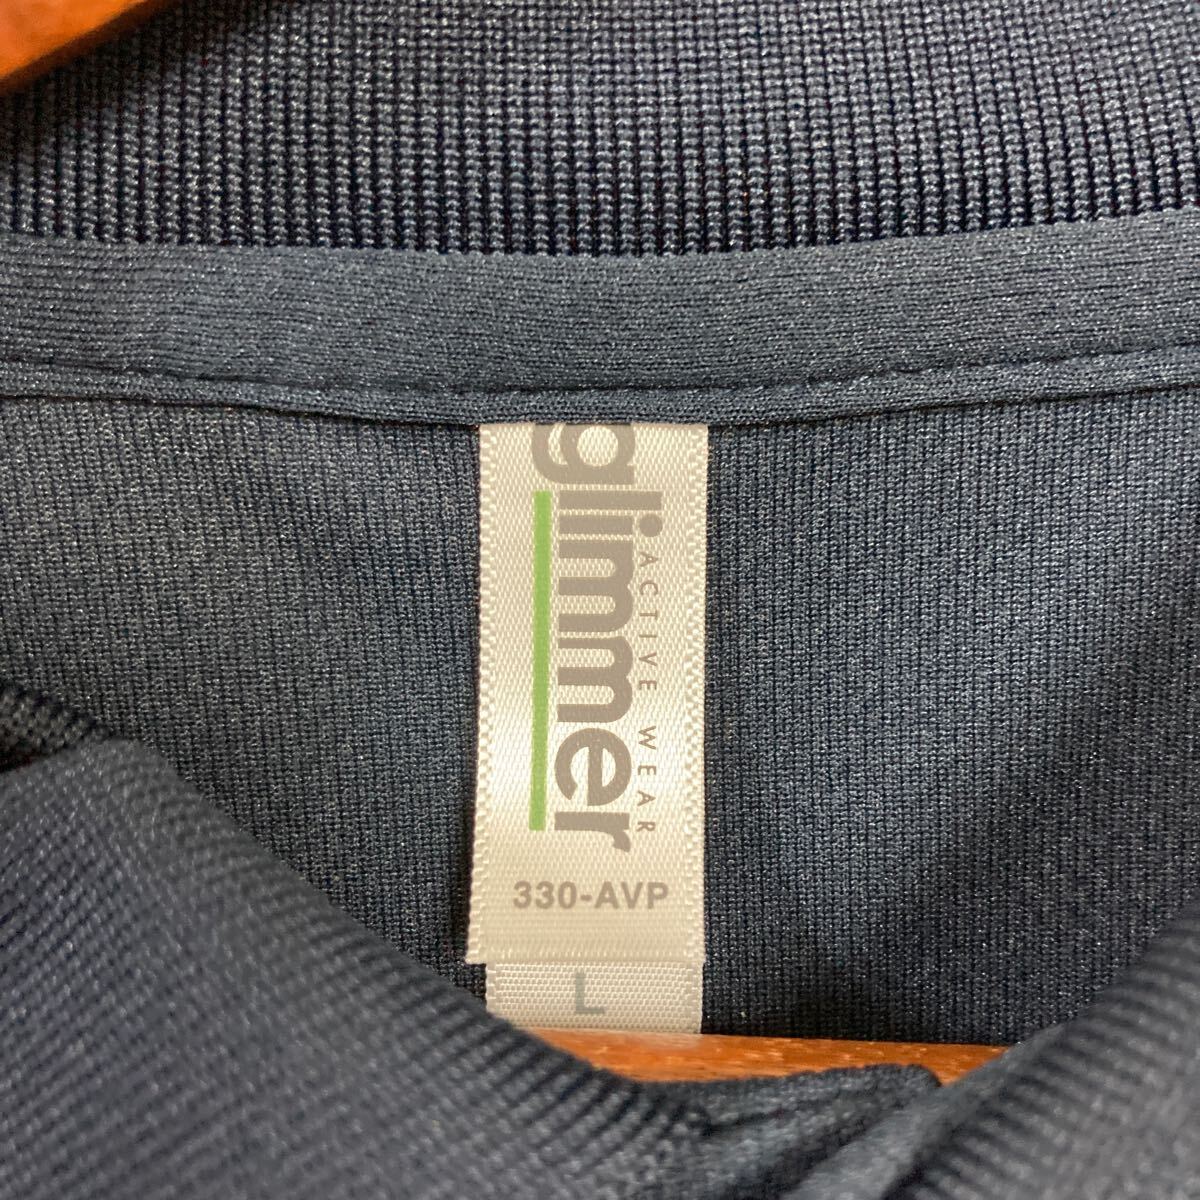 glimmer
ACTIVE WEAR
330-AVP
L